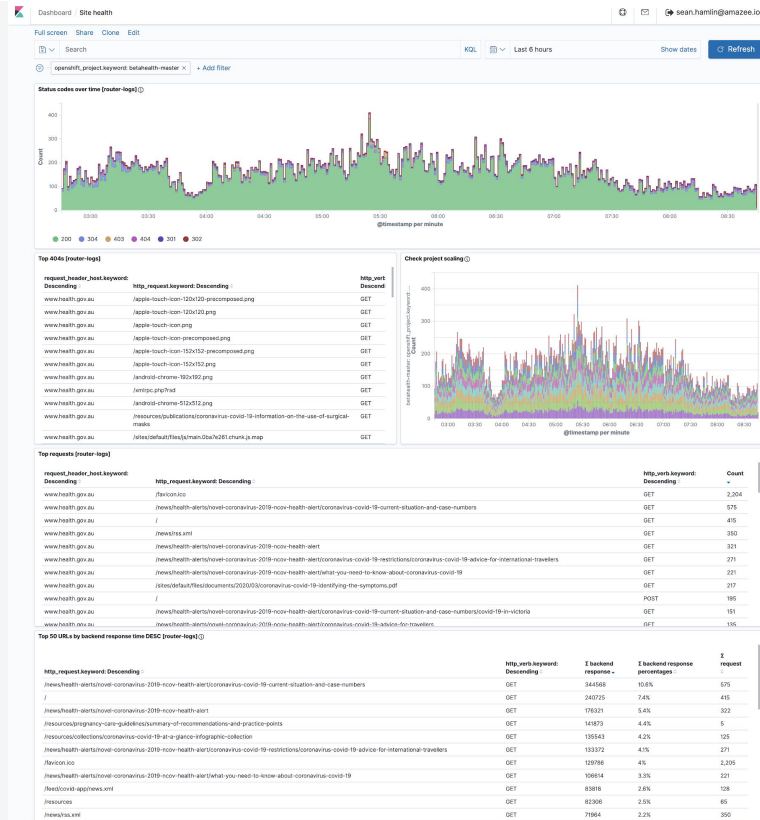 Dashboard / Site health
sean.hamlin@amazee.io
Full screen Share Clone Edit
Search KQL Last 6 hours Show dates Refresh
openshift_project.keyword: betahealth-master × + Add filter
Status codes over time [router-logs]
Count
400
300
200
100
0
03:00 03:30 04:00 04:30 05:00 05:30 06:00 06:30 07:00 07:30 08:00 08:30
@timestamp per minute
200 304 403 404 301 302
Top 404s [router-logs]
request_header_host.keyword: Descending http_request.keyword: Descending http_vert Descendi
www.health.gov.au /apple-touch-icon-120x120-precomposed.png GET
www.health.gov.au /apple-touch-icon-120x120.png GET
www.health.gov.au /apple-touch-icon.png GET
www.health.gov.au /apple-touch-icon-precomposed.png GET
www.health.gov.au /apple-touch-icon-152x152-precomposed.png GET
www.health.gov.au /apple-touch-icon-152x152.png GET
www.health.gov.au /android-chrome-192x192.png GET
www.health.gov.au GET
www.health.gov.au /android-chrome-512x512.png GET
www.health.gov.au /resources/publications/coronavirus-covid-19-information-on-the-use-of-surgical- GET
masks
www.health.gov.au /sites/default/files/js/main.0ba7e261.chunk.js.map GET
Check project scaling
betahealth-master: openshift_project.keyword: ...
Count
400
300
200
100
0
03:00 03:30 04:00 04:30 05:00 05:30 06:00 06:30 07:00 07:30 08:00 08:30
@timestamp per minute
Top requests [router-logs]
request_header_host.keyword: Descending http_request.keyword: Descending http_verb.keyword: Descending Count
www.health.gov.au /favicon.ico GET 2,204
www.health.gov.au /news/health-alerts/novel-coronavirus-2019-ncov-health-alert/coronavirus-covid-19-current-situation-and-case-numbers GET 575
www.health.gov.au / GET 415
www.health.gov.au /news/rss.xml GET 350
www.health.gov.au /news/health-alerts/novel-coronavirus-2019-ncov-health-alert GET 321
www.health.gov.au /news/health-alerts/novel-coronavirus-2019-ncov-health-alert/coronavirus-covid-19-restrictions/coronavirus-covid-19-advice-for-international-travellers GET 271
www.health.gov.au /news/health-alerts/novel-coronavirus-2019-ncov-health-alert/what-you-need-to-know-about-coronavirus-covid-19 GET 221
www.health.gov.au /sites/default/files/documents/2020/03/coronavirus-covid-19-identifying-the-symptoms.pdf GET 217
www.health.gov.au / POST 195
www.health.gov.au /news/health-alerts/novel-coronavirus-2019-ncov-health-alert/coronavirus-covid-19-current-situation-and-case-numbers/covid-19-in-victoria GET 151
www.health.gov.au /news/health-alerts/novel-coronavirus-2019-ncov-health-alert/coronavirus-covid-19-advice-for-travellers GET 135
Top 50 URLs by backend response time DESC [router-logs]
http_request.keyword: Descending http_verb.keyword: Descending Σ backend response Σ backend response percentages Σ request
/news/health-alerts/novel-coronavirus-2019-ncov-health-alert/coronavirus-covid-19-current-situation-and-case-numbers GET 344568 10.6% 575
/ GET 240725 7.4% 415
/news/health-alerts/novel-coronavirus-2019-ncov-health-alert GET 176321 5.4% 322
/resources/pregnancy-care-guidelines/summary-of-recommendations-and-practice-points GET 141873 4.4% 5
/resources/collections/coronavirus-covid-19-at-a-glance-infographic-collection GET 135543 4.2% 125
/news/health-alerts/novel-coronavirus-2019-ncov-health-alert/coronavirus-covid-19-restrictions/coronavirus-covid-19-advice-for-international-travellers GET 133372 4.1% 271
/favicon.ico GET 129786 4% 2,205
/news/health-alerts/novel-coronavirus-2019-ncov-health-alert/what-you-need-to-know-about-coronavirus-covid-19 GET 106614 3.3% 221
/feed/covid-app/news.xml GET 83816 2.6% 128
/resources GET 82306 2.5% 65
/news/rss.xml GET 71964 2.2% 350